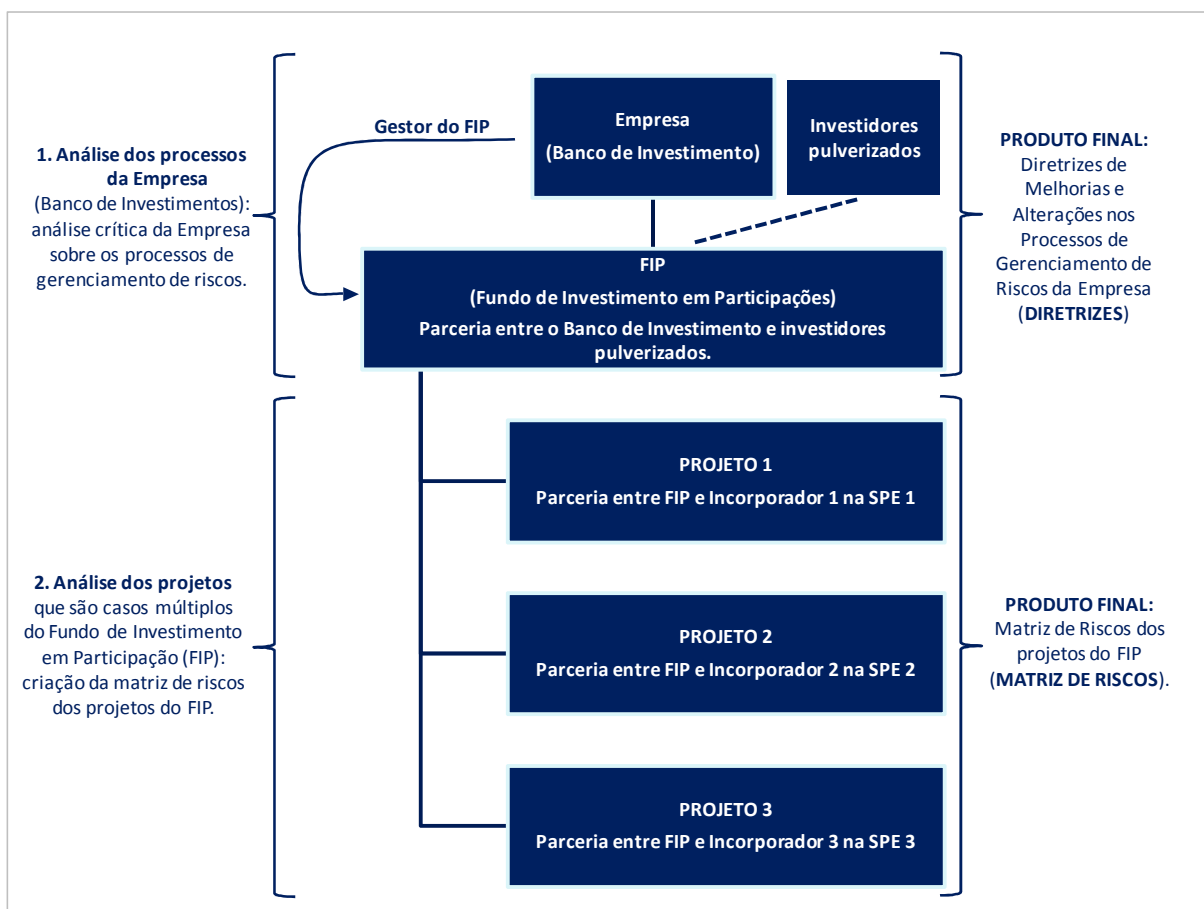 Gestor do FIP
Empresa
(Banco de Investimento)
Investidores
pulverizados
1. Análise dos processos
da Empresa
(Banco de Investimentos):
análise crítica da Empresa
sobre os processos de
gerenciamento de riscos.
PRODUTO FINAL:
Diretrizes de
Melhorias e
Alterações nos
Processos de
Gerenciamento de
Riscos da Empresa
(DIRETRIZES)
FIP
(Fundo de Investimento em Participações)
Parceria entre o Banco de Investimento e investidores
pulverizados.
PROJETO 1
Parceria entre FIP e Incorporador 1 na SPE 1
2. Análise dos projetos
que são casos múltiplos
do Fundo de Investimento
em Participação (FIP):
criação da matriz de riscos
dos projetos do FIP.
PROJETO 2
Parceria entre FIP e Incorporador 2 na SPE 2
PRODUTO FINAL:
Matriz de Riscos dos
projetos do FIP
(MATRIZ DE RISCOS).
PROJETO 3
Parceria entre FIP e Incorporador 3 na SPE 3